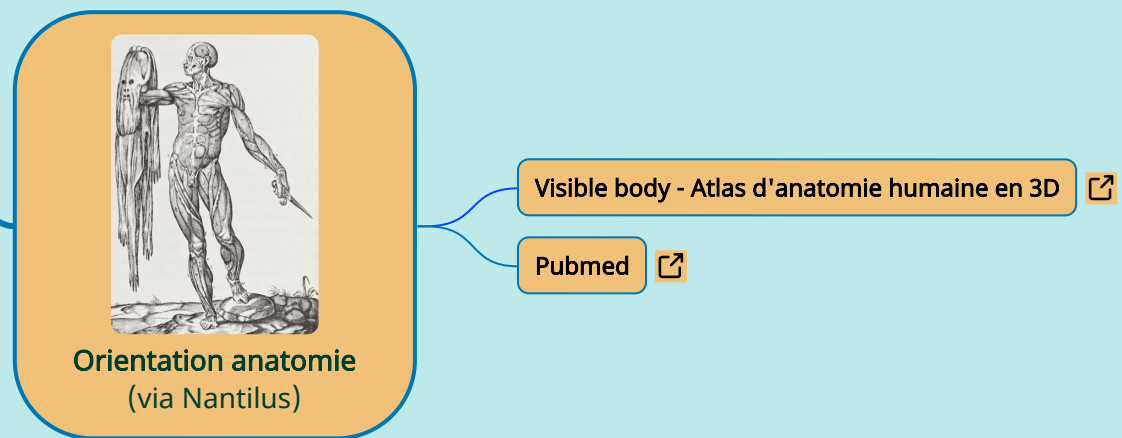 Visible body - Atlas d'anatomie humaine en 3D
Pubmed
Orientation anatomie
(via Nantilus)